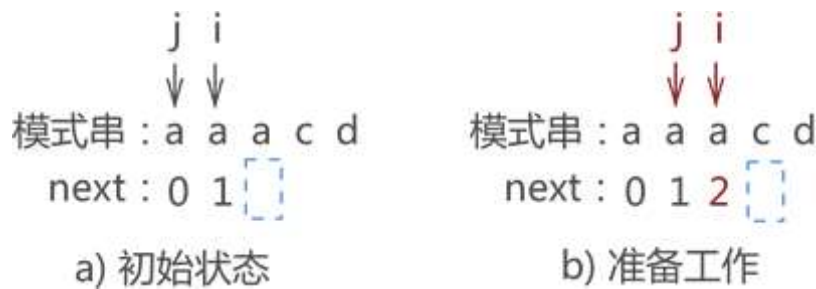 j i
模式串：a a a c d
next：0 1
a) 初始状态
j i
模式串：a a a c d
next：0 1 2
b) 准备工作